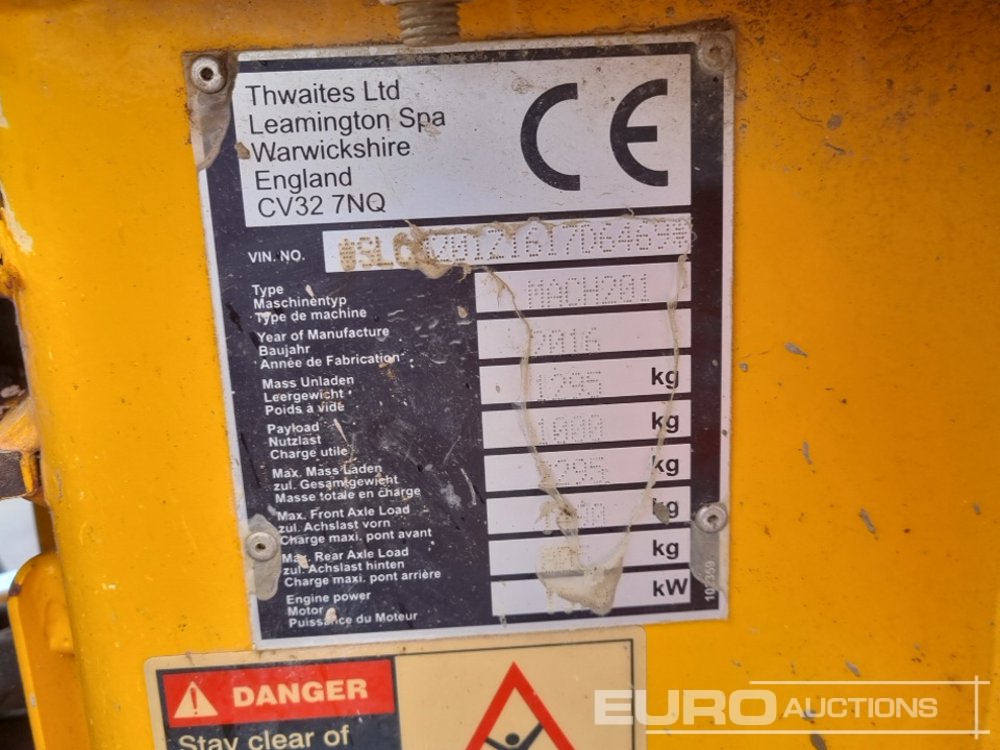 Thwaites Ltd
Leamington Spa
Warwickshire
England
CV32 7NQ
CE
VIN. NO.
Type
Maschinentyp
Type de machine
MACH201
Year of Manufacture
Baujahr
Année de Fabrication
2016
Mass Unladen
Leergewicht
Poids à vide
1295 kg
Payload
Nutzlast
Charge utile
1000 kg
Max. Mass Laden
zul. Gesamtgewicht
Masse totale en charge
kg
Max. Front Axle Load
zul. Achslast vorn
Charge maxi. pont avant
kg
Max. Rear Axle Load
zul. Achslast hinten
Charge maxi. pont arrière
kg
Engine power
Motor
Puissance du Moteur
kW
DANGER
Stay clear of
EURO AUCTIONS